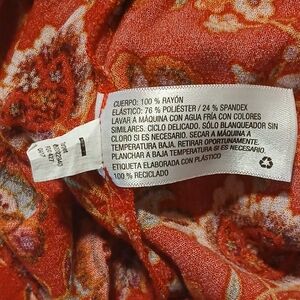 CUERPO: 100 % RAYÓN
ELÁSTICO: 76 % POLIÉSTER / 24 % SPANDEX
LAVAR A MÁQUINA CON AGUA FRÍA CON COLORES
SIMILARES. CICLO DELICADO. SÓLO BLANQUEADOR SIN
CLORO SI ES NECESARIO. SECAR A MÁQUINA A
TEMPERATURA BAJA. RETIRAR OPORTUNAMENTE.
PLANCHAR A BAJA TEMPERATURA SI ES NECESARIO.
ETIQUETA ELABORADA CON PLÁSTICO
100 % RECICLADO